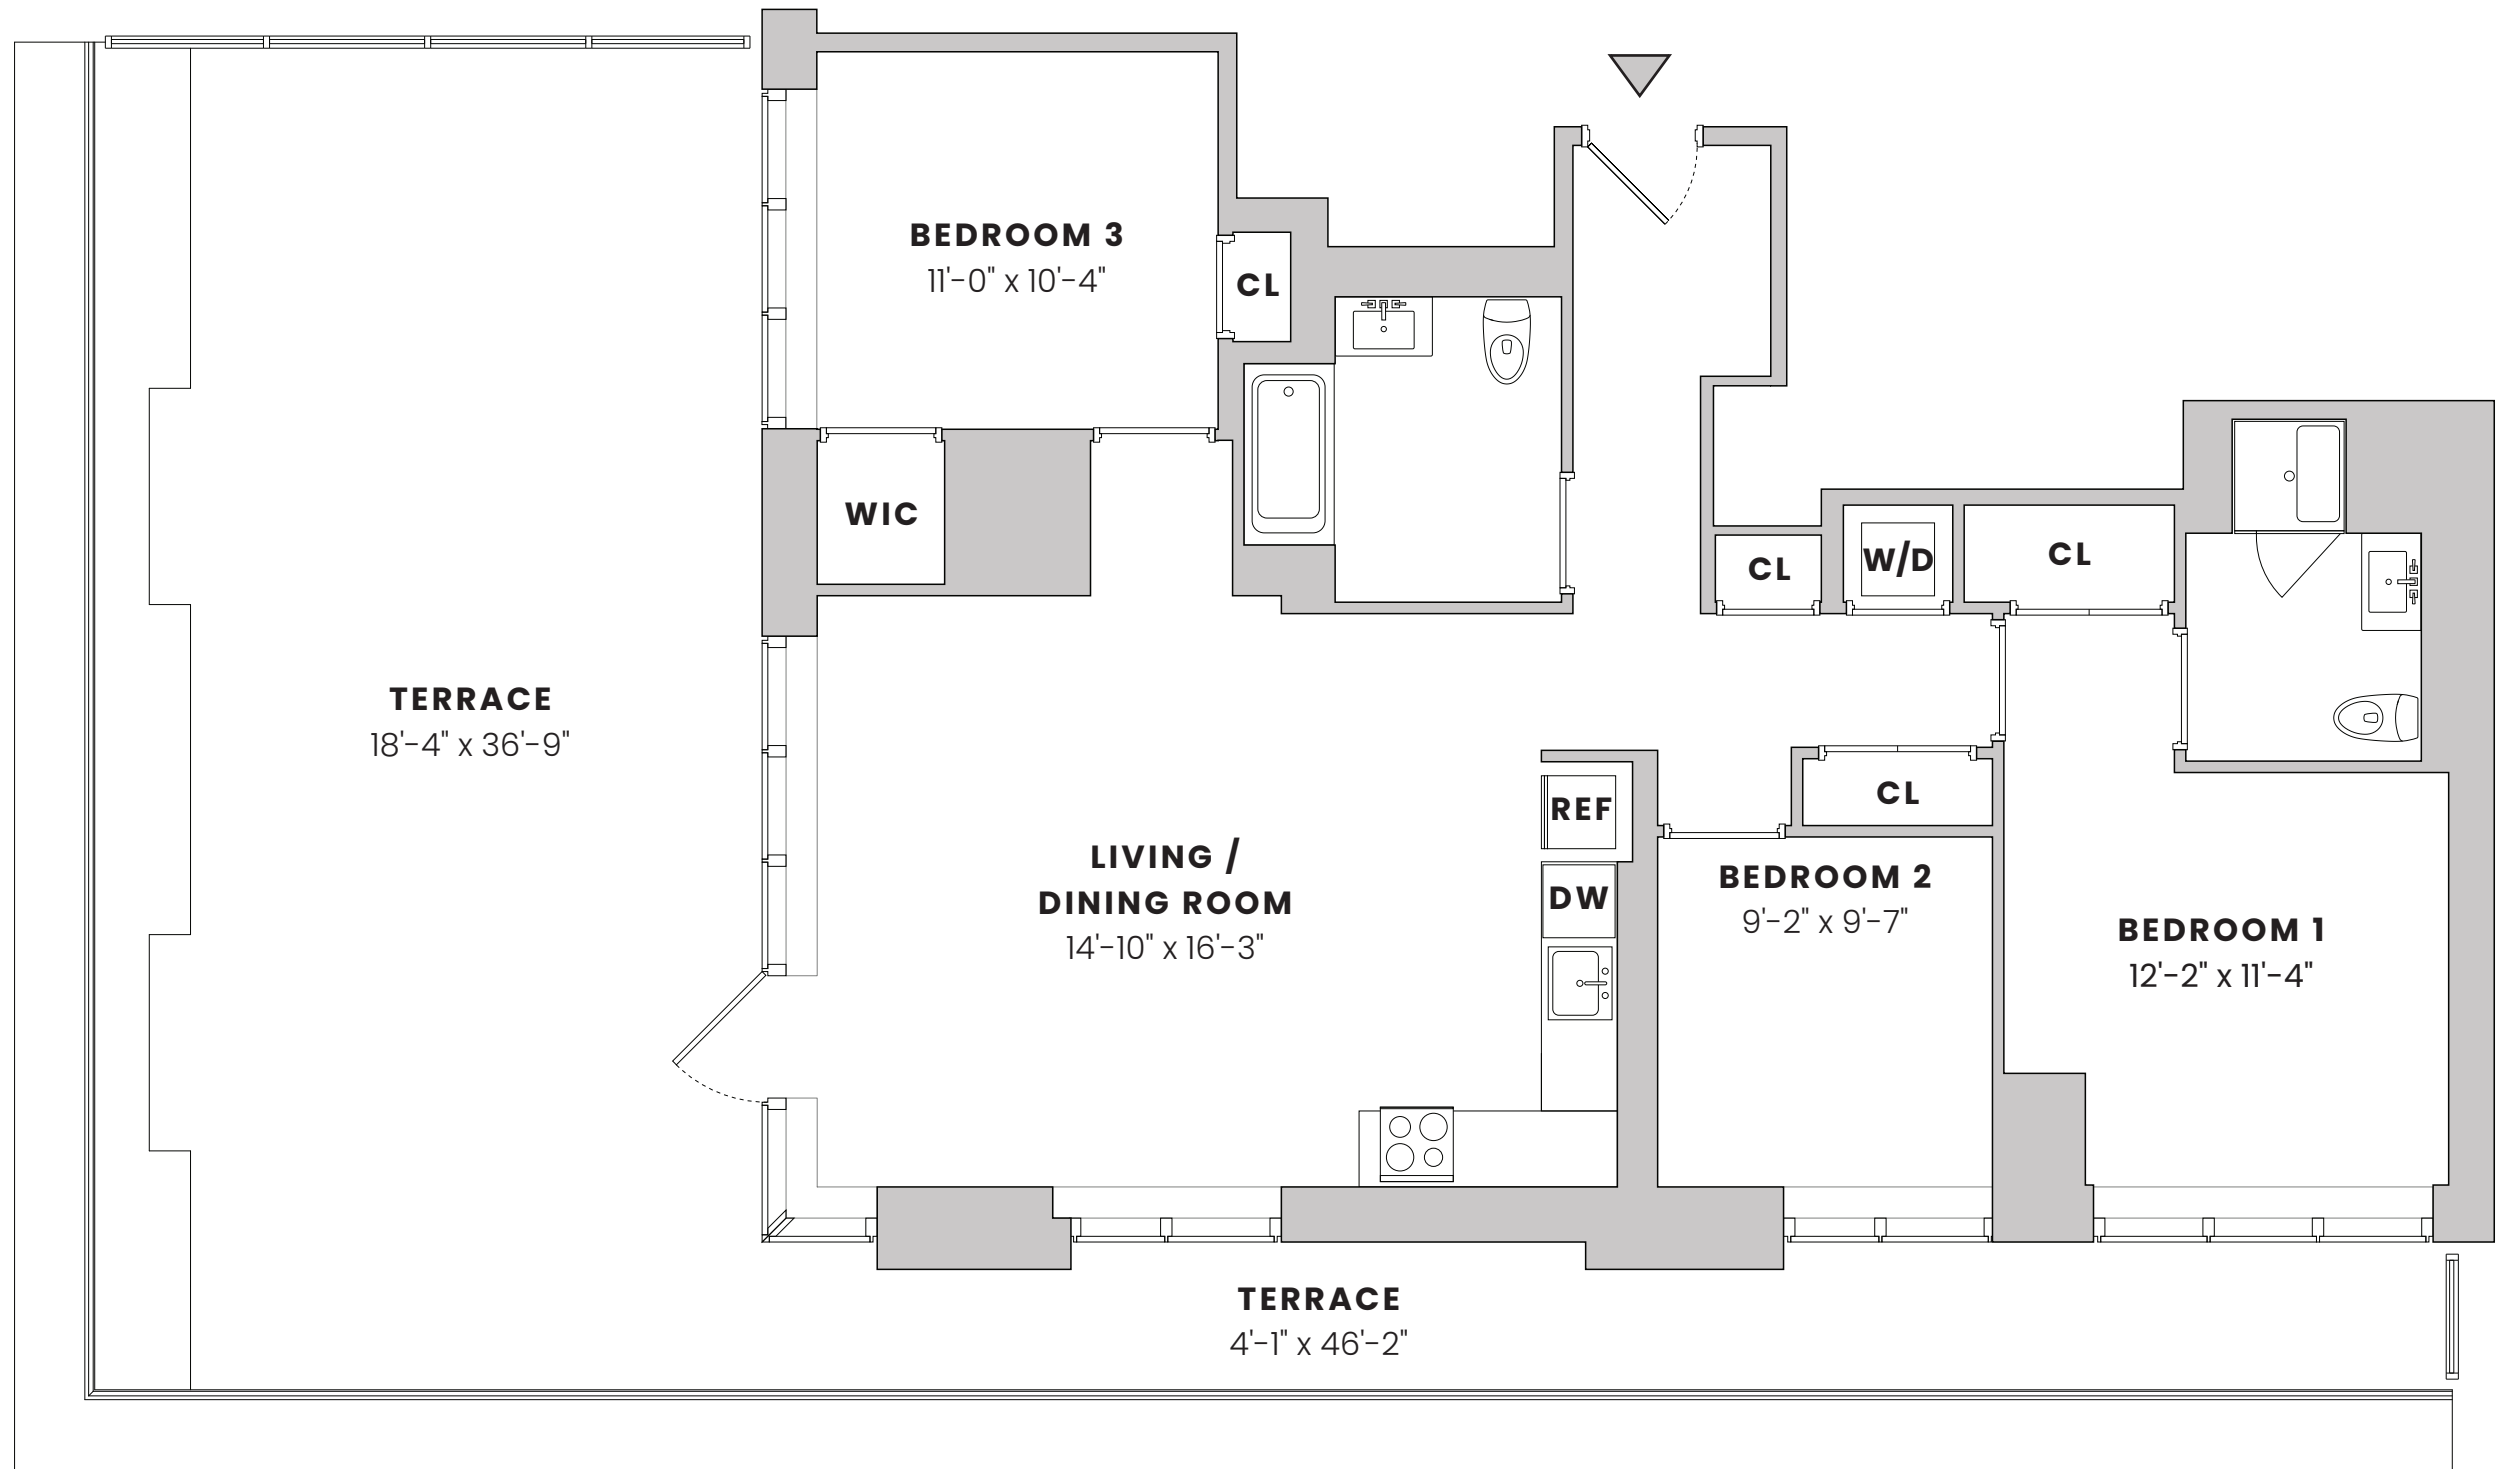 BEDROOM 3
11'-0" x 10'-4"
CL
WIC
CL
W/D
CL
TERRACE
18'-4" x 36'-9"
CL
REF
LIVING /
DINING ROOM
14'-10" x 16'-3"
DW
BEDROOM 2
9'-2" x 9'-7"
BEDROOM 1
12'-2" x 11'-4"
TERRACE
4'-1" x 46'-2"